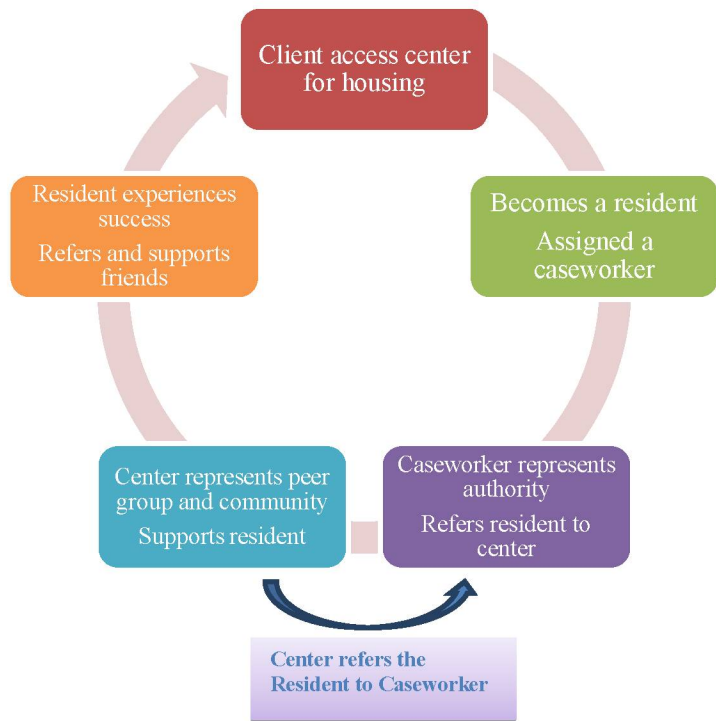 Client access center
for housing
Becomes a resident
Assigned a
caseworker
Caseworker represents
authority
Refers resident to
center
Center represents peer
group and community
Supports resident
Resident experiences
success
Refers and supports
friends
Center refers the
Resident to Caseworker